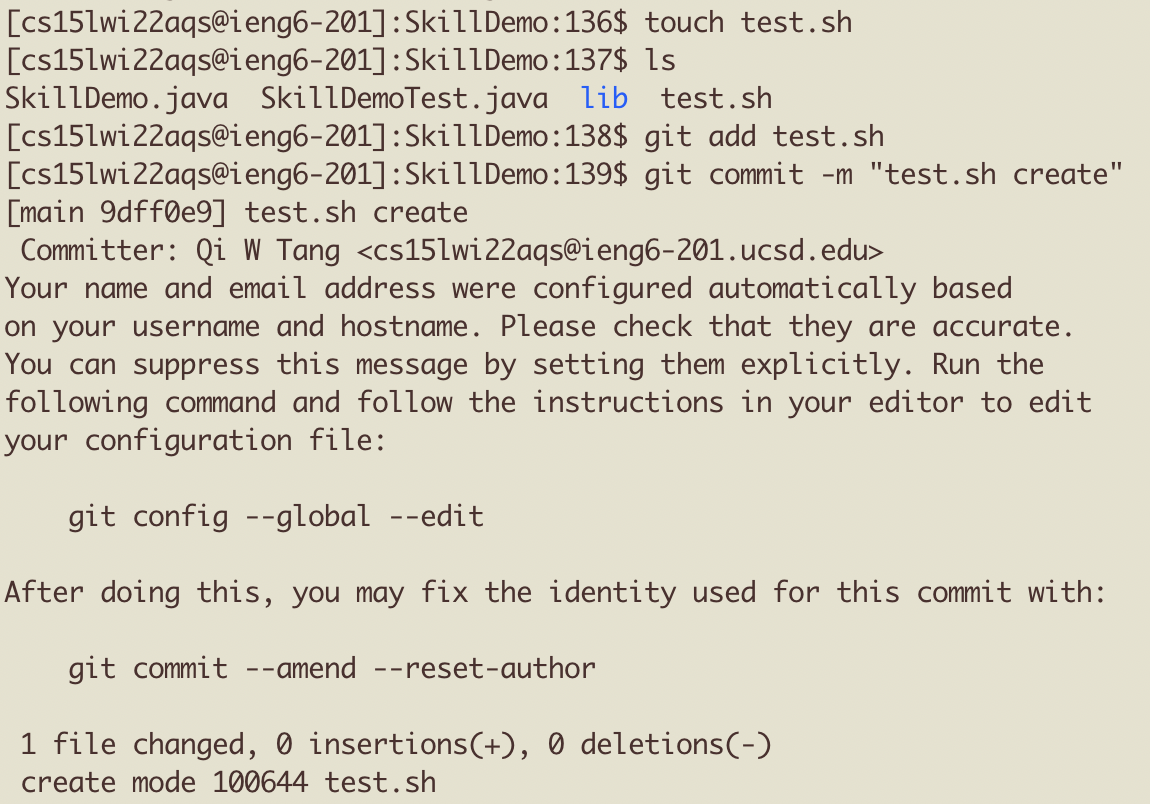 [cs15lwi22aqs@ieng6-201]:SkillDemo:136$ touch test.sh
[cs15lwi22aqs@ieng6-201]:SkillDemo:137$ ls
SkillDemo.java  SkillDemoTest.java  lib  test.sh
[cs15lwi22aqs@ieng6-201]:SkillDemo:138$ git add test.sh
[cs15lwi22aqs@ieng6-201]:SkillDemo:139$ git commit -m "test.sh create"
[main 9dff0e9] test.sh create
 Committer: Qi W Tang <cs15lwi22aqs@ieng6-201.ucsd.edu>
Your name and email address were configured automatically based
on your username and hostname. Please check that they are accurate.
You can suppress this message by setting them explicitly. Run the
following command and follow the instructions in your editor to edit
your configuration file:

    git config --global --edit

After doing this, you may fix the identity used for this commit with:

    git commit --amend --reset-author

 1 file changed, 0 insertions(+), 0 deletions(-)
 create mode 100644 test.sh